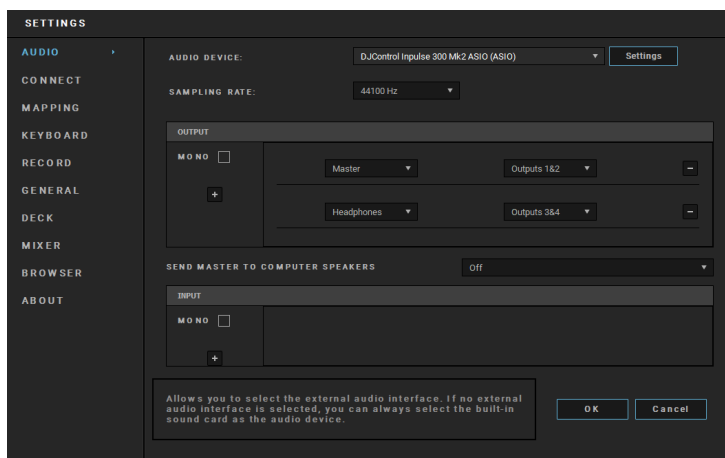 SETTINGS
AUDIO
CONNECT
MAPPING
KEYBOARD
RECORD
GENERAL
DECK
MIXER
BROWSER
ABOUT
AUDIO DEVICE:
DJControl Inpulse 300 Mk2 ASIO (ASIO)
Settings
SAMPLING RATE:
44100 Hz
OUTPUT
MONO
+
Master
Outputs 1&2
−
Headphones
Outputs 3&4
−
SEND MASTER TO COMPUTER SPEAKERS
Off
INPUT
MONO
+
Allows you to select the external audio interface. If no external
audio interface is selected, you can always select the built-in
sound card as the audio device.
OK
Cancel